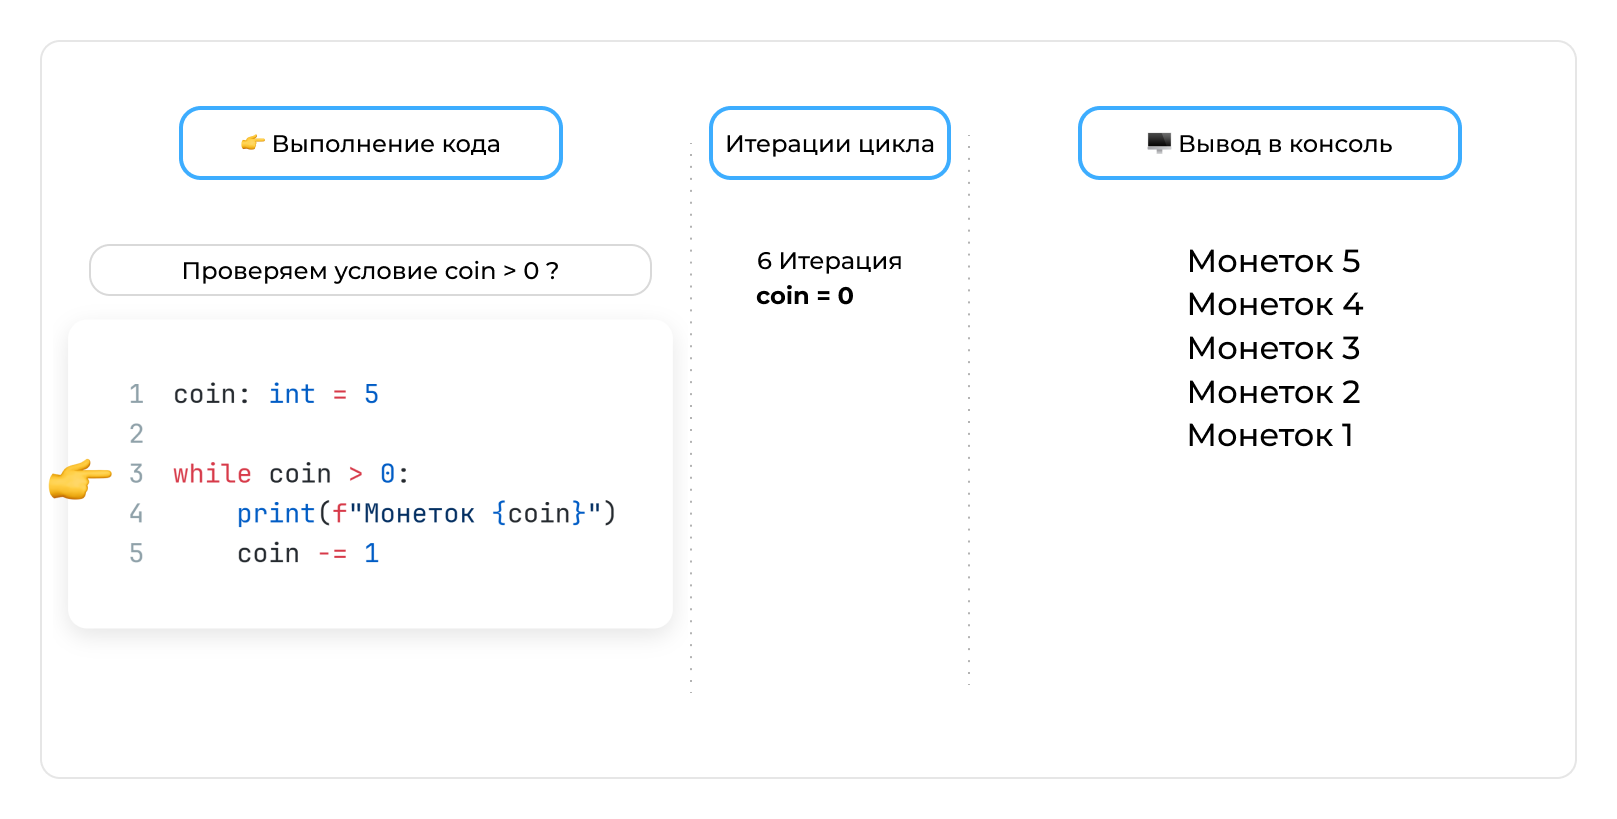 👉 Выполнение кода
Итерации цикла
🖥 Вывод в консоль
Проверяем условие coin > 0 ?
1 coin: int = 5
2
3 while coin > 0:
4     print(f"Монеток {coin}")
5     coin -= 1
6 Итерация
coin = 0
Монеток 5
Монеток 4
Монеток 3
Монеток 2
Монеток 1